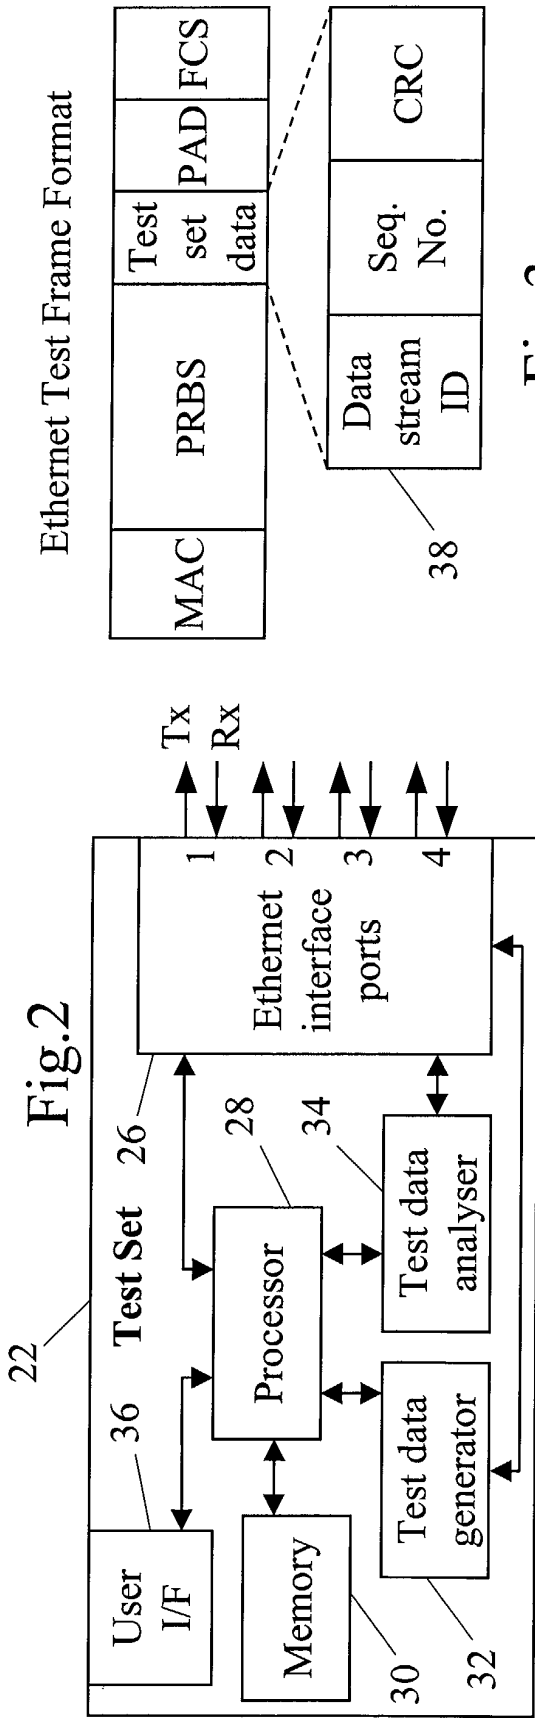 Fig.2
22
Test Set
26
36
User
I/F
Processor
28
Memory
30
Test data
generator
32
Test data
analyser
34
Ethernet
interface
ports
1
2
3
4
Tx
Rx
Ethernet Test Frame Format
MAC
PRBS
Test
set
data
PAD
FCS
Data
stream
ID
Seq.
No.
CRC
38